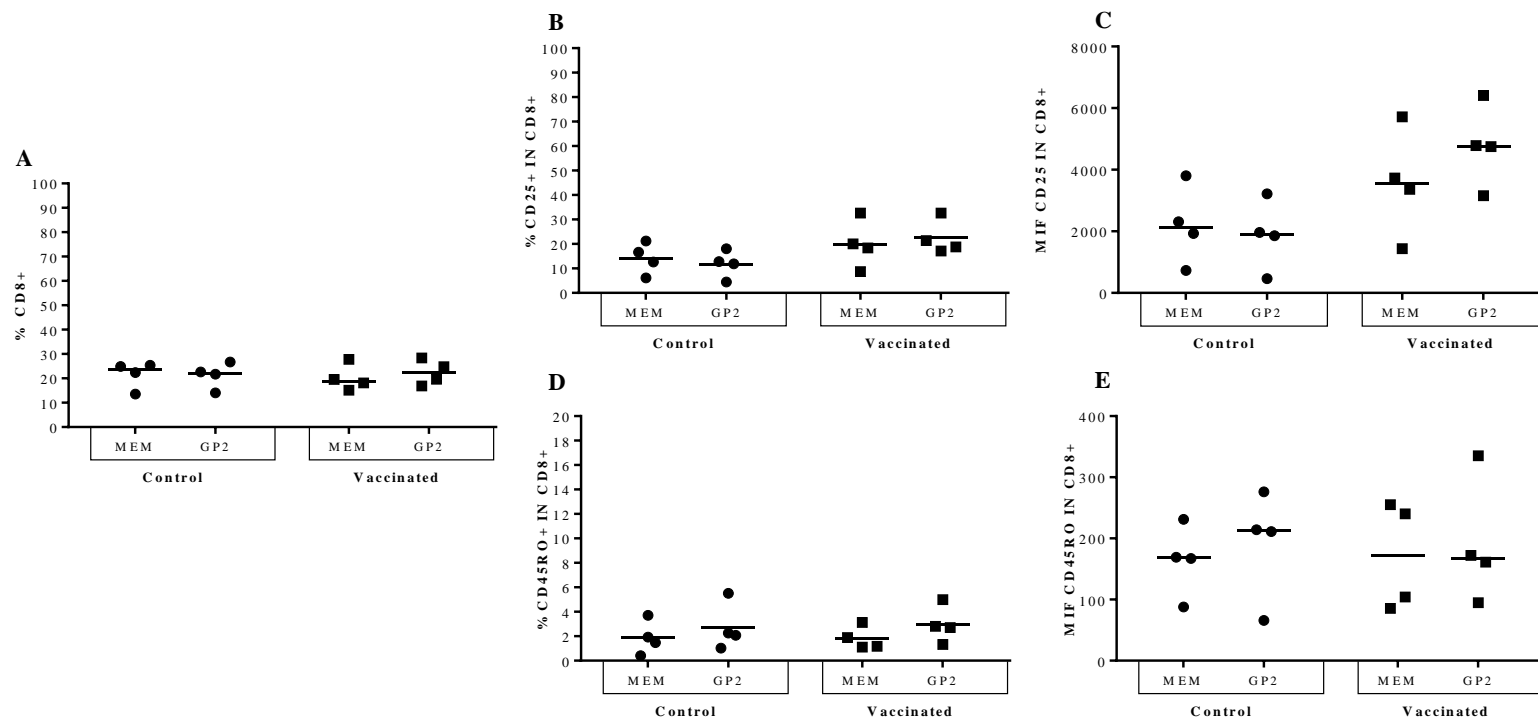 A
100
90
80
70
60
50
40
30
20
10
0
% CD8+
MEM GP2 MEM GP2
Control Vaccinated
B
100
90
80
70
60
50
40
30
20
10
0
% CD25+ IN CD8+
MEM GP2 MEM GP2
Control Vaccinated
C
8000
6000
4000
2000
0
MIF CD25 IN CD8+
MEM GP2 MEM GP2
Control Vaccinated
D
20
18
16
14
12
10
8
6
4
2
0
% CD45RO+ IN CD8+
MEM GP2 MEM GP2
Control Vaccinated
E
400
300
200
100
0
MIF CD45RO IN CD8+
MEM GP2 MEM GP2
Control Vaccinated